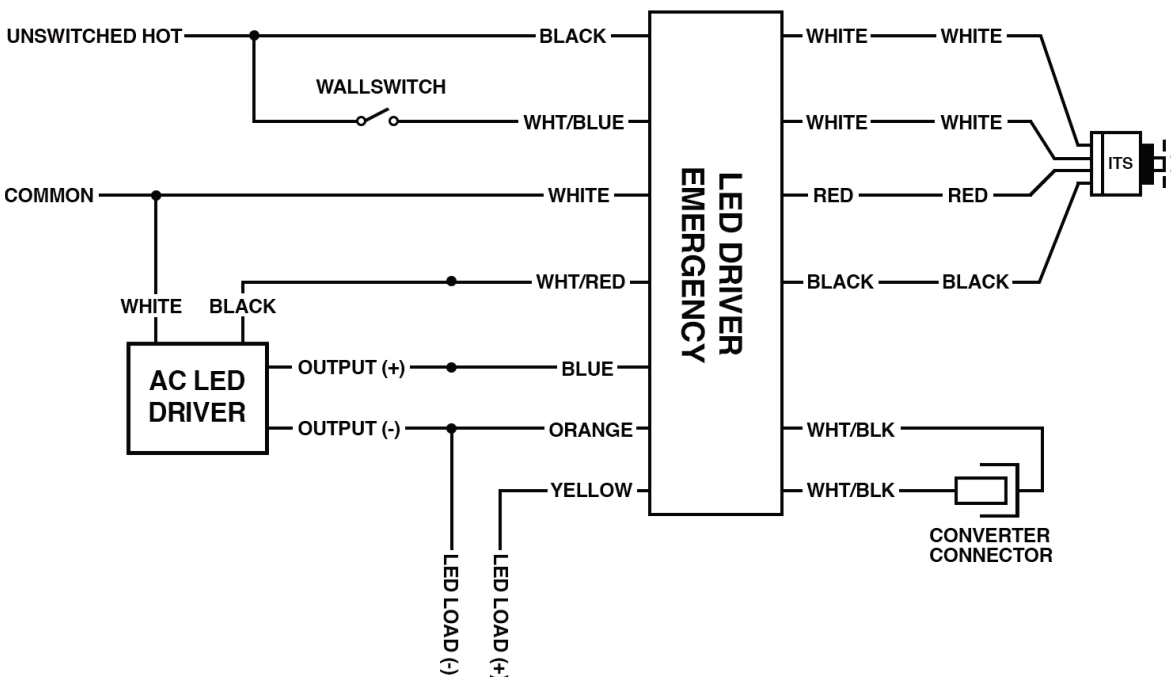 UNSWITCHED HOT
BLACK
WHITE
WHITE
WALLSWITCH
WHT/BLUE
WHITE
WHITE
ITS
COMMON
WHITE
RED
RED
LED DRIVER
EMERGENCY
WHITE
BLACK
WHT/RED
BLACK
BLACK
AC LED
DRIVER
OUTPUT (+)
BLUE
OUTPUT (-)
ORANGE
WHT/BLK
YELLOW
WHT/BLK
CONVERTER
CONNECTOR
LED LOAD (-)
LED LOAD (+)